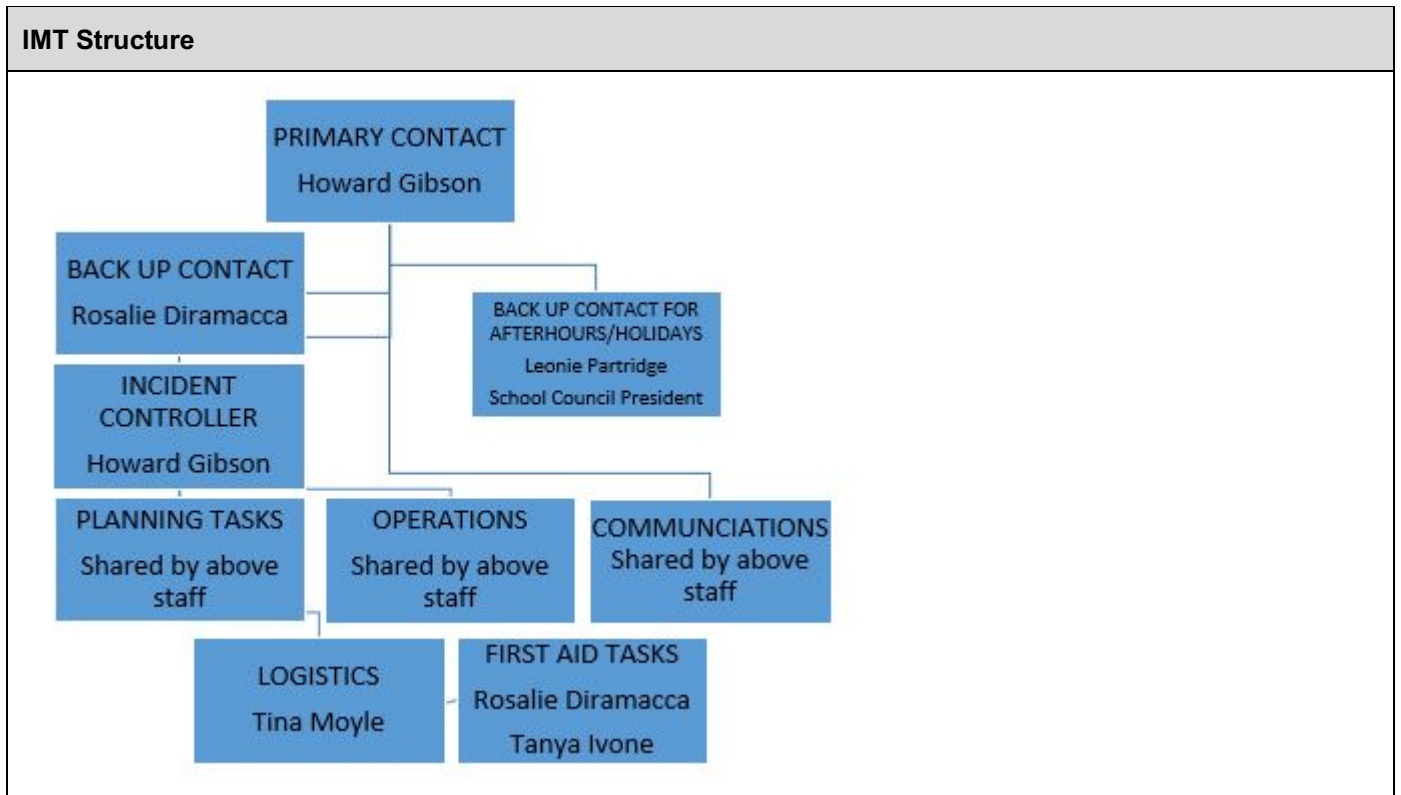 IMT Structure
PRIMARY CONTACT
Howard Gibson
BACK UP CONTACT
Rosalie Diramacca
BACK UP CONTACT FOR
AFTERHOURS/HOLIDAYS
Leonie Partridge
School Council President
INCIDENT
CONTROLLER
Howard Gibson
PLANNING TASKS
Shared by above
staff
OPERATIONS
Shared by above
staff
COMMUNCIATIONS
Shared by above
staff
LOGISTICS
Tina Moyle
FIRST AID TASKS
Rosalie Diramacca
Tanya Ivone